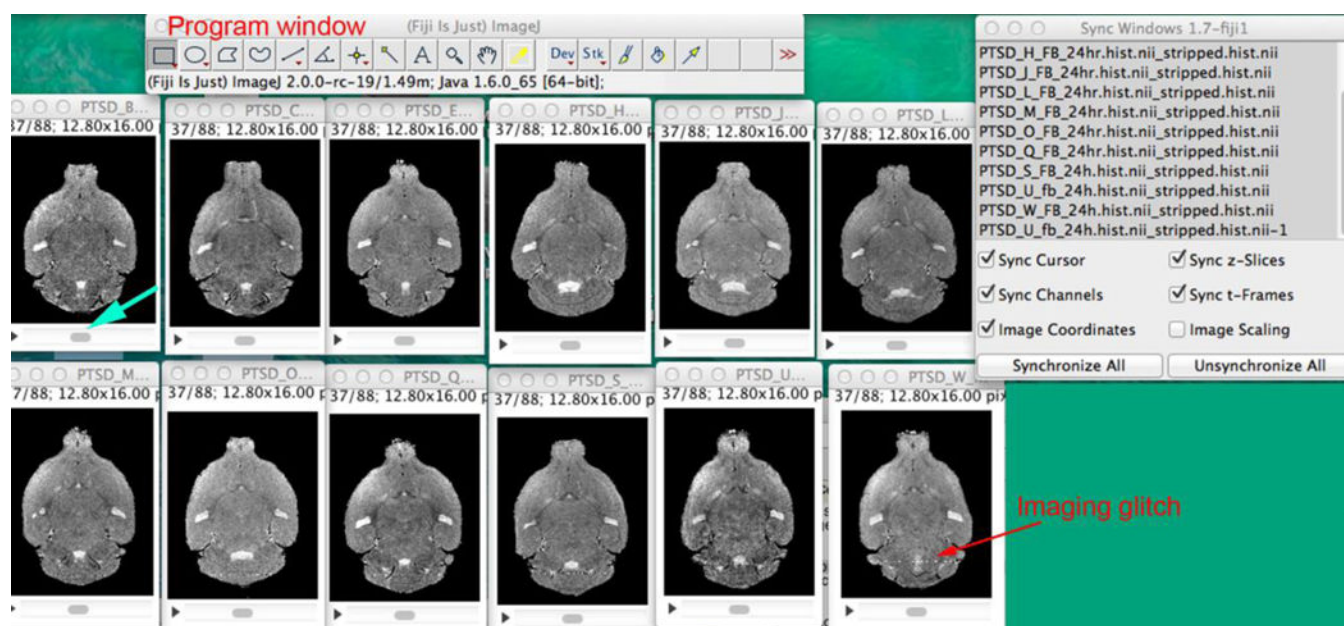 Program window
(Fiji Is Just) ImageJ
A
Dev
Stk
>>
(Fiji Is Just) ImageJ 2.0.0-rc-19/1.49m; Java 1.6.0_65 [64-bit];
Sync Windows 1.7-fiji1
PTSD_H_FB_24hr.hist.nii_stripped.hist.nii
PTSD_J_FB_24hr.hist.nii_stripped.hist.nii
PTSD_L_FB_24hr.hist.nii_stripped.hist.nii
PTSD_M_FB_24hr.hist.nii_stripped.hist.nii
PTSD_O_FB_24hr.hist.nii_stripped.hist.nii
PTSD_Q_FB_24hr.hist.nii_stripped.hist.nii
PTSD_S_FB_24hr.hist.nii_stripped.hist.nii
PTSD_U_fb_24h.hist.nii_stripped.hist.nii
PTSD_W_FB_24h.hist.nii_stripped.hist.nii
PTSD_U_fb_24h.hist.nii_stripped.hist.nii-1
Sync Cursor
Sync z-Slices
Sync Channels
Sync t-Frames
Image Coordinates
Image Scaling
Synchronize All
Unsynchronize All
PTSD_B...
37/88; 12.80x16.00
PTSD_C...
37/88; 12.80x16.00
PTSD_E...
37/88; 12.80x16.00
PTSD_H...
37/88; 12.80x16.00 p
PTSD_J...
37/88; 12.80x16.00
PTSD_L...
37/88; 12.80x16.00
PTSD_M...
7/88; 12.80x16.00 p
PTSD_O...
37/88; 12.80x16.00 p
PTSD_Q...
37/88; 12.80x16.00
PTSD_S_...
37/88; 12.80x16.00
PTSD_U...
37/88; 12.80x16.00 p
PTSD_W...
37/88; 12.80x16.00 pix
Imaging glitch